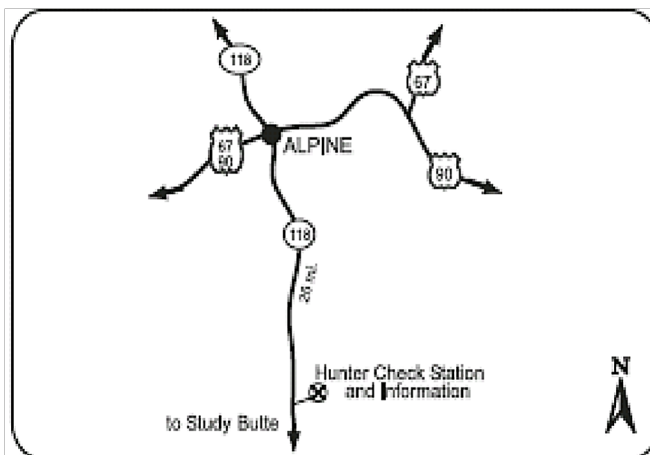 118
67
67
90
ALPINE
90
118
26 mi.
Hunter Check Station
and Information
to Study Butte
N